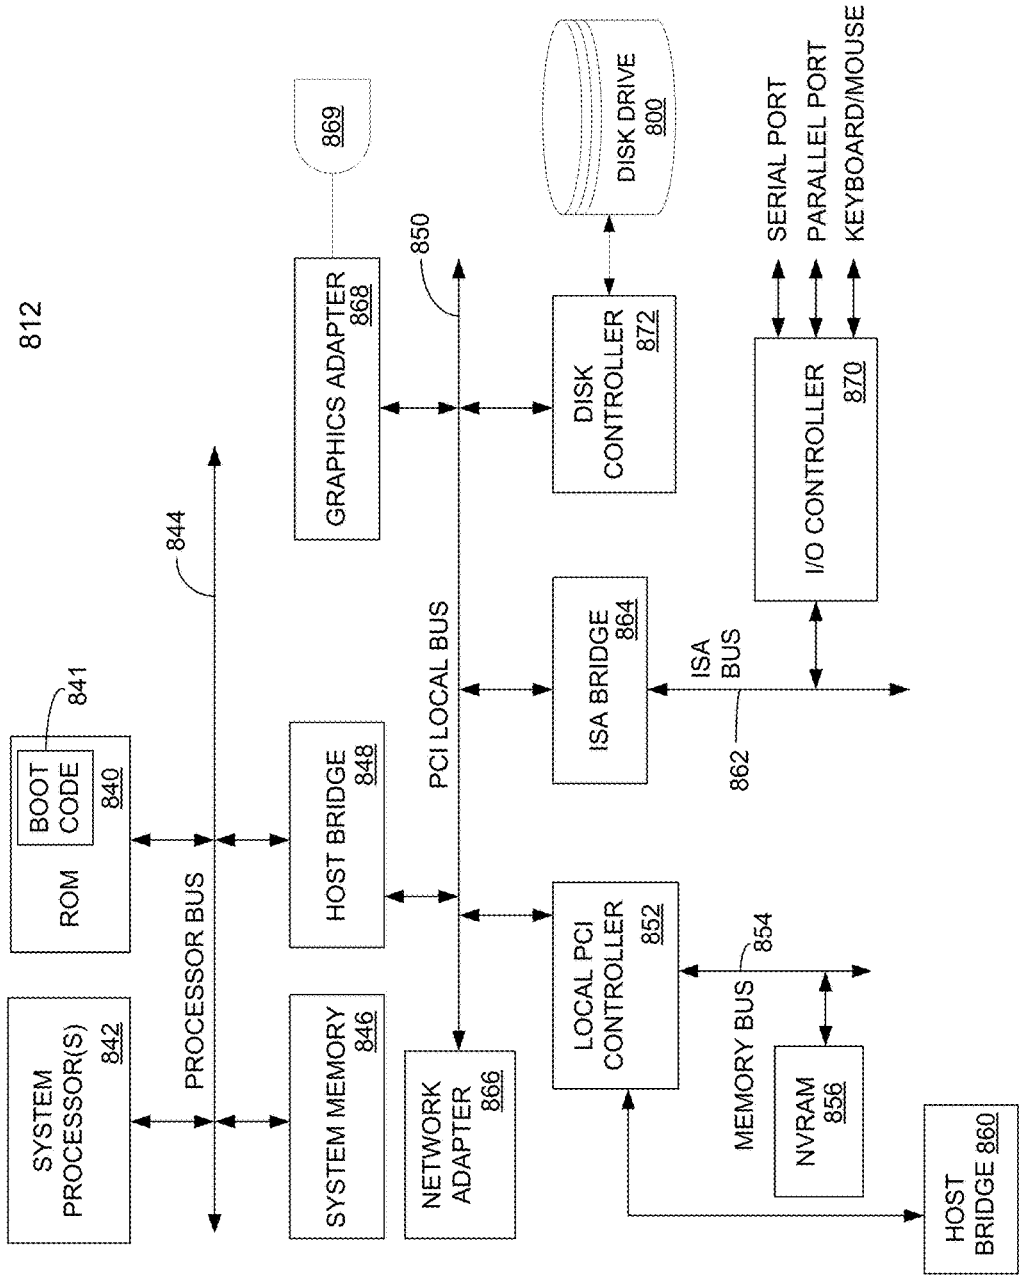 812
SYSTEM
PROCESSOR(S)
842
ROM
BOOT
CODE
840
841
PROCESSOR BUS
844
SYSTEM MEMORY
846
HOST BRIDGE
848
GRAPHICS ADAPTER
868
869
NETWORK
ADAPTER
866
PCI LOCAL BUS
850
LOCAL PCI
CONTROLLER
852
ISA BRIDGE
864
DISK
CONTROLLER
872
DISK DRIVE
800
MEMORY BUS
854
ISA
BUS
862
NVRAM
856
I/O CONTROLLER
870
SERIAL PORT
PARALLEL PORT
KEYBOARD/MOUSE
HOST
BRIDGE 860